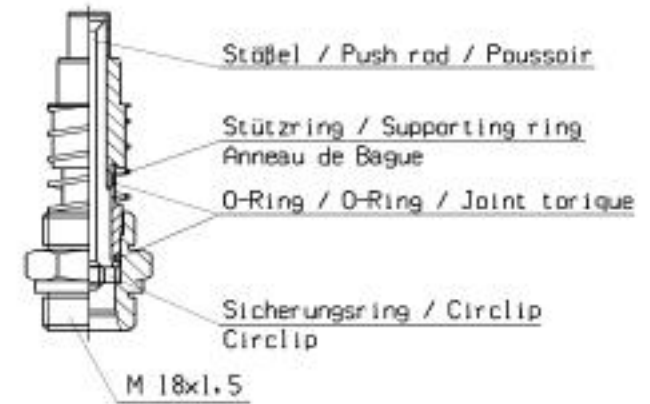 Stößel / Push rod / Poussoir
Stützring / Supporting ring
Anneau de Bague
O-Ring / O-Ring / Joint torique
Sicherungsring / Circlip
Circlip
M 18x1.5